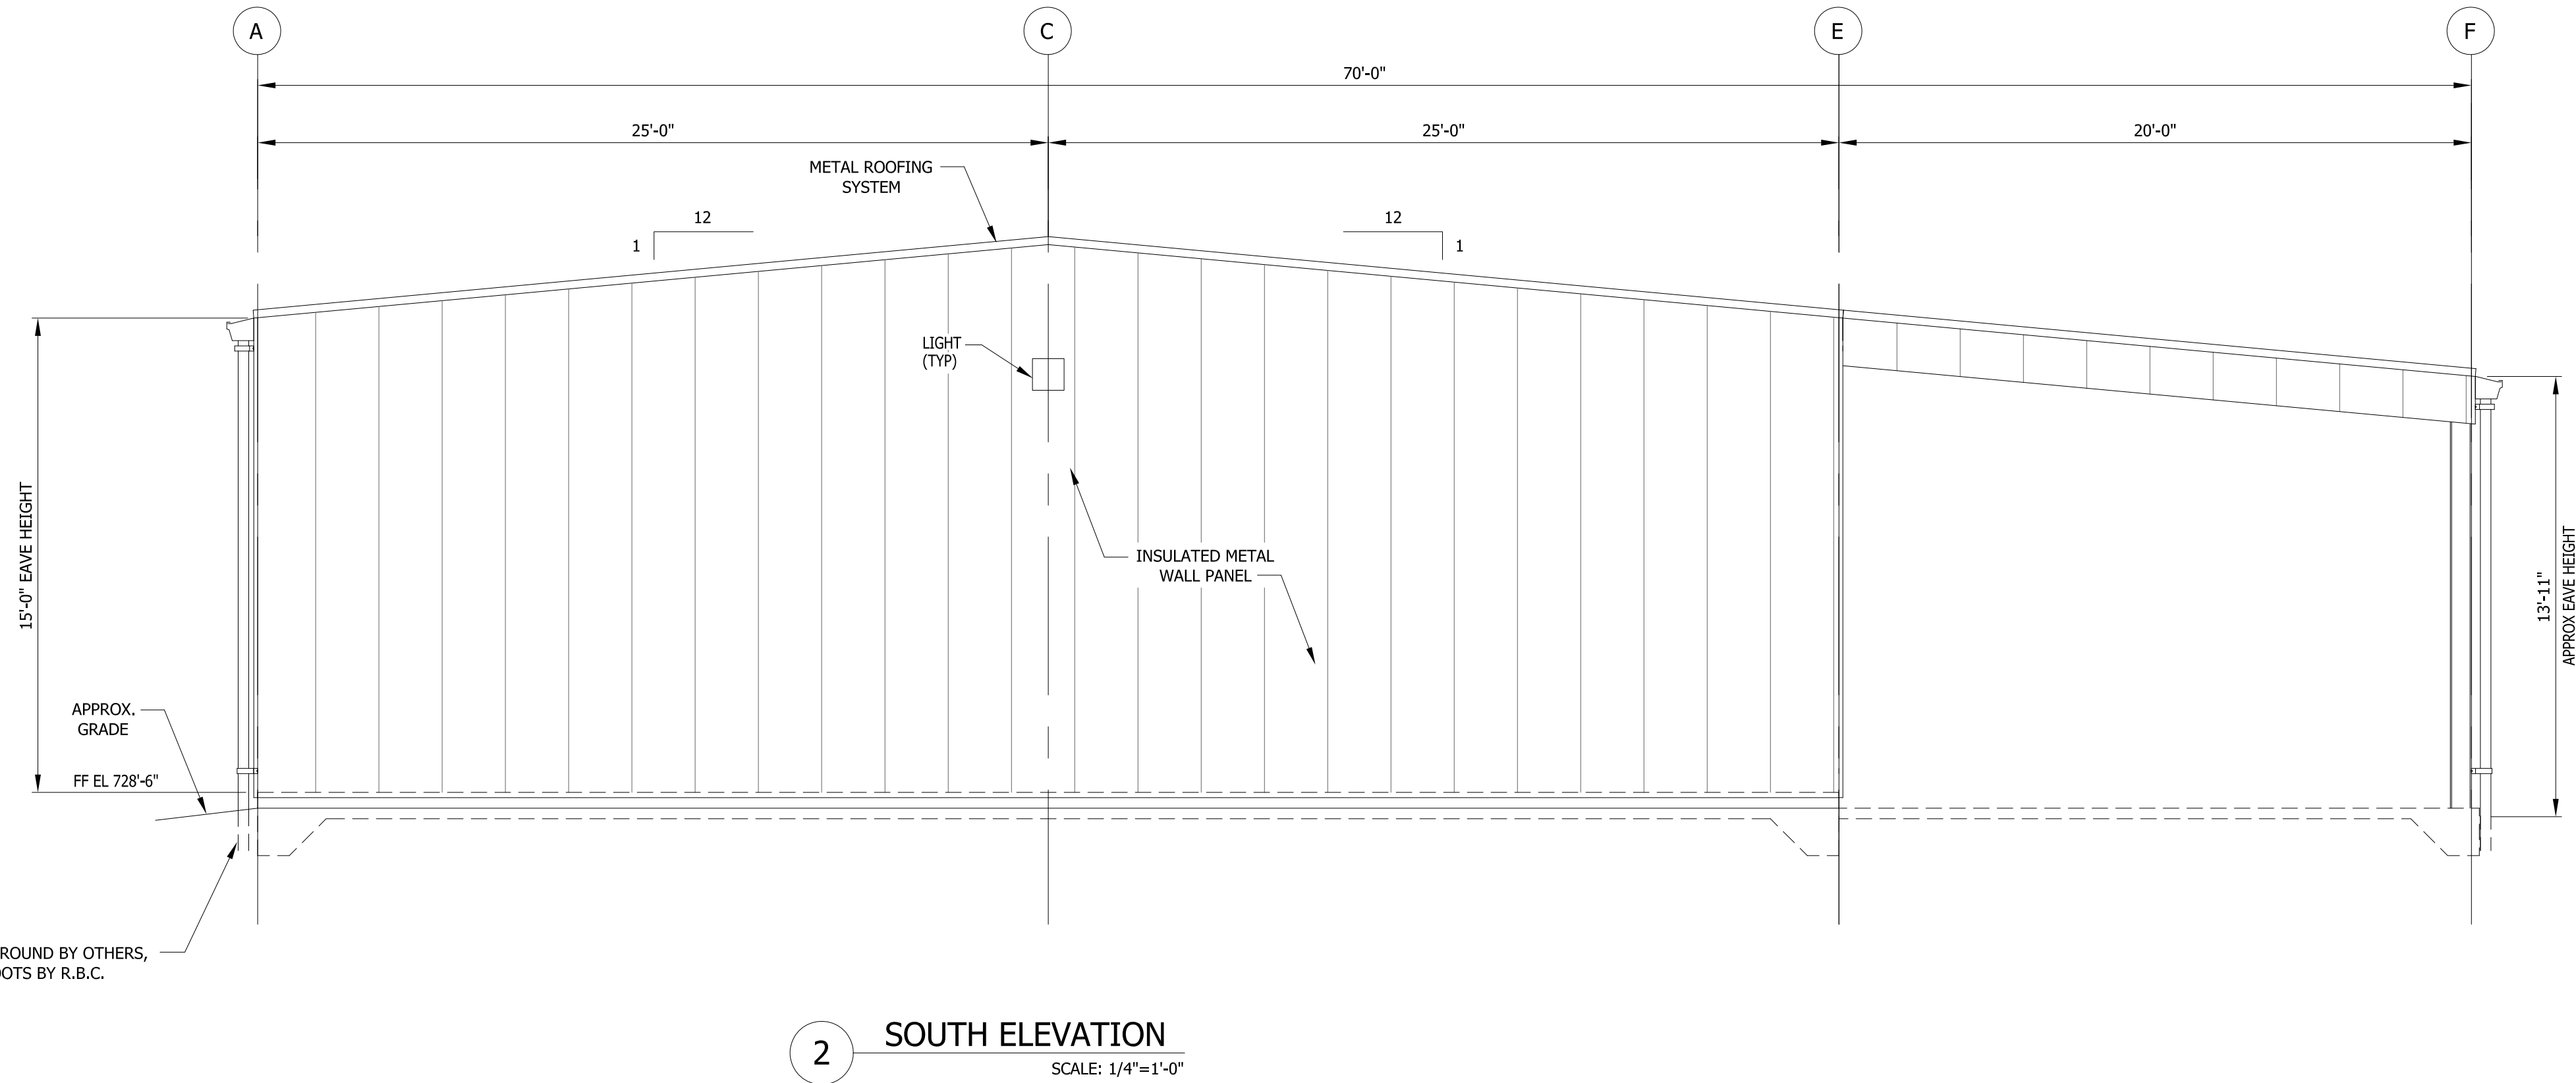 A
C
E
F
70'-0"
25'-0"
25'-0"
20'-0"
METAL ROOFING
SYSTEM
12
1
12
1
LIGHT
(TYP)
15'-0" EAVE HEIGHT
INSULATED METAL
WALL PANEL
13'-11"
APPROX EAVE HEIGHT
APPROX.
GRADE
FF EL 728'-6"
ROUND BY OTHERS,
OOTS BY R.B.C.
2
SOUTH ELEVATION
SCALE: 1/4"=1'-0"